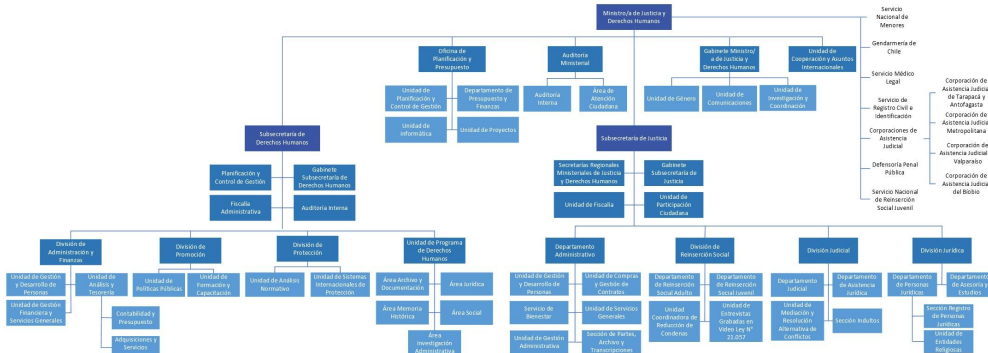 Ministro/a de Justicia y
Derechos Humanos
Servicio
Nacional de
Menores
Gendarmería de
Chile
Servicio Médico
Legal
Servicio de
Registro Civil e
Identificación
Corporaciones de
Asistencia
Judicial
Defensoría Penal
Pública
Servicio Nacional
de Reinserción
Social Juvenil
Corporación de
Asistencia Judicial
de Tarapacá y
Antofagasta
Corporación de
Asistencia Judicial
Metropolitana
Corporación de
Asistencia Judicial
Valparaíso
Corporación de
Asistencia Judicial
del Biobío
Oficina de
Planificación y
Presupuesto
Auditoría
Ministerial
Gabinete Ministro/
a de Justicia y
Derechos Humanos
Unidad de
Cooperación y Asuntos
Internacionales
Unidad de
Planificación y
Control de Gestión
Departamento de
Presupuesto y
Finanzas
Unidad de
Informática
Unidad de Proyectos
Auditoría
Interna
Área de
Atención
Ciudadana
Unidad de Género
Unidad de
Comunicaciones
Unidad de
Investigación y
Coordinación
Subsecretaría de
Derechos Humanos
Subsecretaría de Justicia
Planificación y
Control de Gestión
Gabinete
Subsecretaría de
Derechos Humanos
Fiscalía
Administrativa
Auditoría Interna
Secretarías Regionales
Ministeriales de Justicia
y Derechos Humanos
Gabinete
Subsecretaría de
Justicia
Unidad de Fiscalía
Unidad de
Participación
Ciudadana
División de
Administración y
Finanzas
División de
Promoción
División de
Protección
Unidad de Programa
de Derechos
Humanos
Unidad de Gestión
y Desarrollo de
Personas
Unidad de
Análisis y
Tesorería
Unidad de Gestión
Financiera y
Servicios Generales
Contabilidad y
Presupuesto
Adquisiciones y
Servicios
Unidad de
Políticas Públicas
Unidad de
Formación y
Capacitación
Unidad de Análisis
Normativo
Unidad de Sistemas
Internacionales de
Protección
Área Archivo y
Documentación
Área Jurídica
Área Memoria
Histórica
Área Social
Área
Investigación
Administrativa
Departamento
Administrativo
División de
Reinserción Social
División Judicial
División Jurídica
Unidad de Gestión
y Desarrollo de
Personas
Unidad de Compras
y Gestión de
Contratos
Servicio de
Bienestar
Unidad de Servicios
Generales
Unidad de Gestión
Administrativa
Sección de Partes,
Archivo y
Transcripciones
Departamento
de Reinserción
Social Adulto
Departamento
de Reinserción
Social Juvenil
Unidad
Coordinadora de
Reducción de
Condenas
Unidad de
Entrevistas
Grabadas en
Video Ley N°
21.057
Departamento
Judicial
Departamento
de Asistencia
Jurídica
Unidad de
Mediación y
Resolución
Alternativa de
Conflictos
Sección Indultos
Departamento
de Personas
Jurídicas
Departamento
de Asesoría y
Estudios
Sección Registro
de Personas
Jurídicas
Unidad de
Entidades
Religiosas